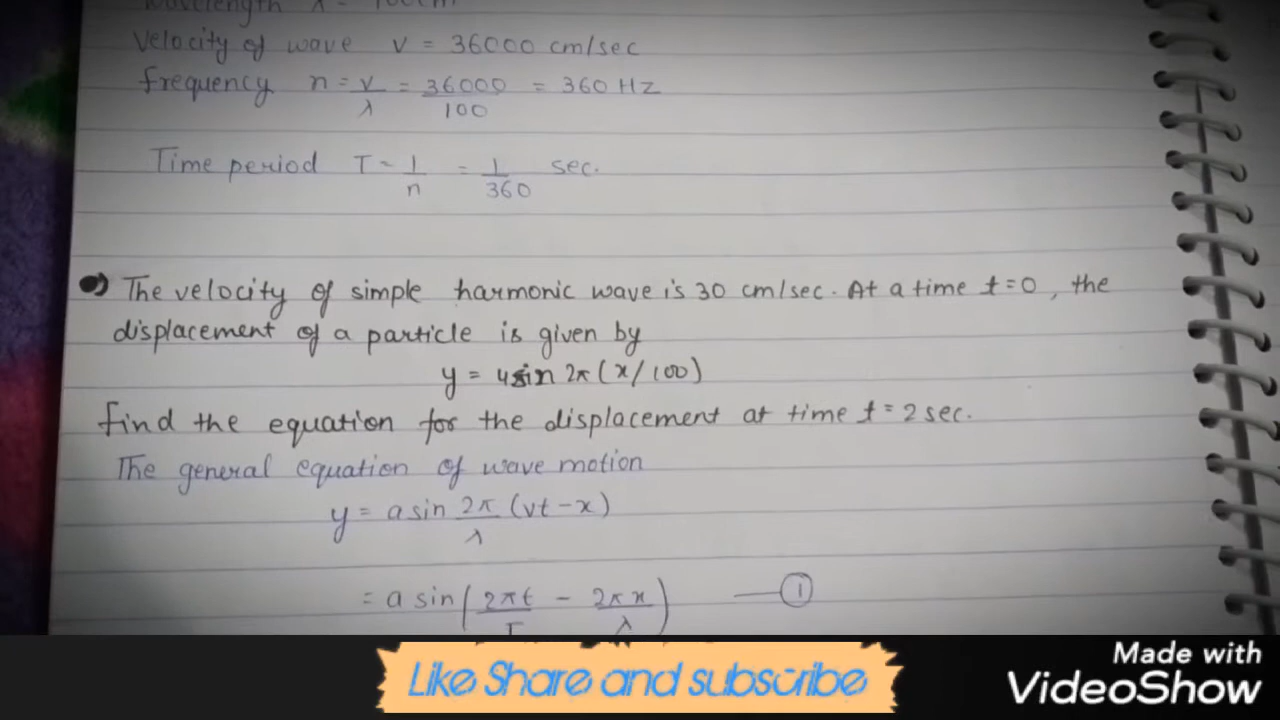 wavelength λ = 100cm
Velocity of wave v = 36000 cm/sec
frequency n = v/λ = 36000/100 = 360 Hz
Time period T = 1/n = 1/360 sec.
The velocity of simple harmonic wave is 30 cm/sec. At a time t=0, the
displacement of a particle is given by
y = 4sin 2π (x/100)
find the equation for the displacement at time t = 2 sec.
The general equation of wave motion
y = a sin 2π/λ (vt - x)
= a sin(2πt/T - 2πx/λ) —①
Like Share and subscribe
Made with
VideoShow